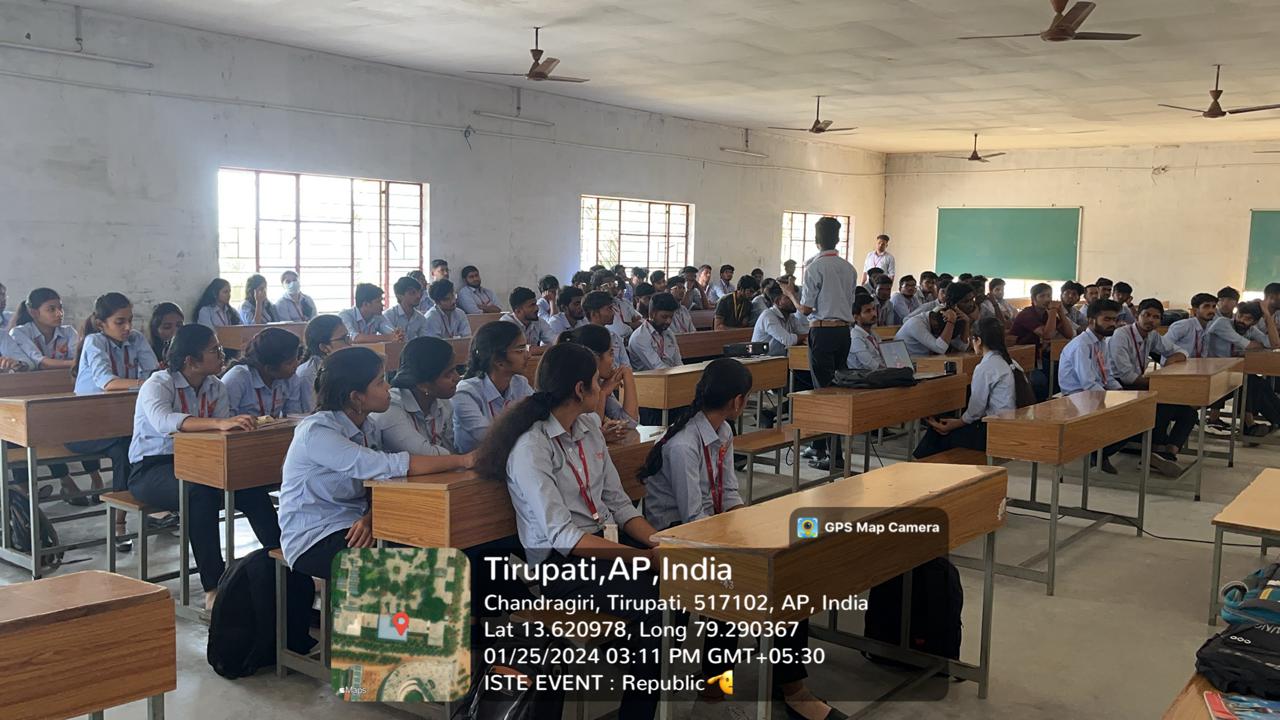 GPS Map Camera
Tirupati,AP,India
Chandragiri, Tirupati, 517102, AP, India
Lat 13.620978, Long 79.290367
01/25/2024 03:11 PM GMT+05:30
ISTE EVENT : Republic🫡
Maps